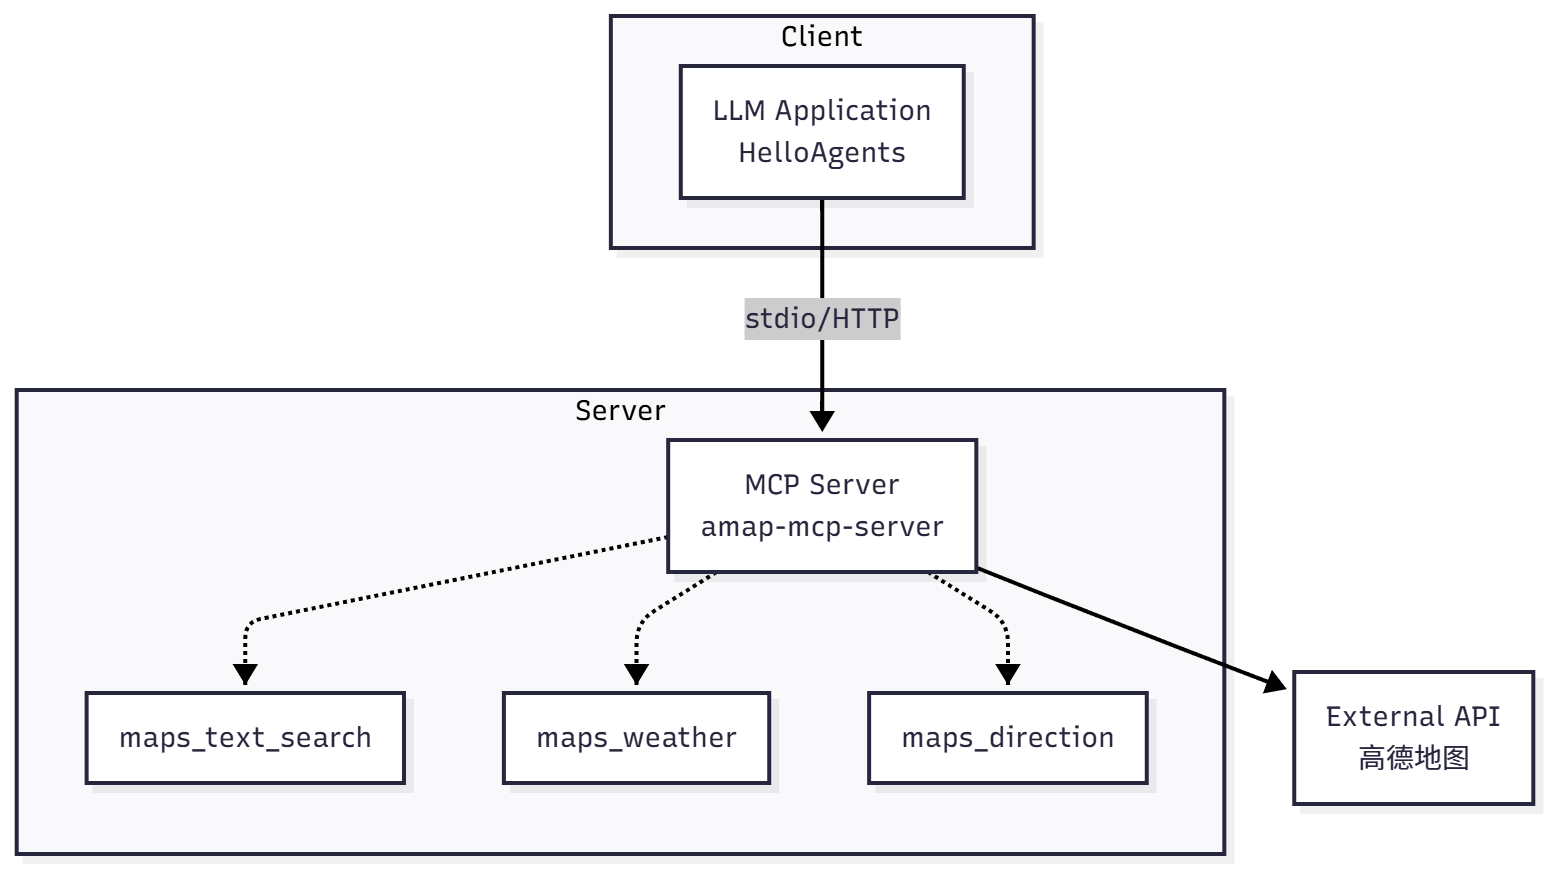 Client
LLM Application
HelloAgents
stdio/HTTP
Server
MCP Server
amap-mcp-server
maps_text_search
maps_weather
maps_direction
External API
高德地图